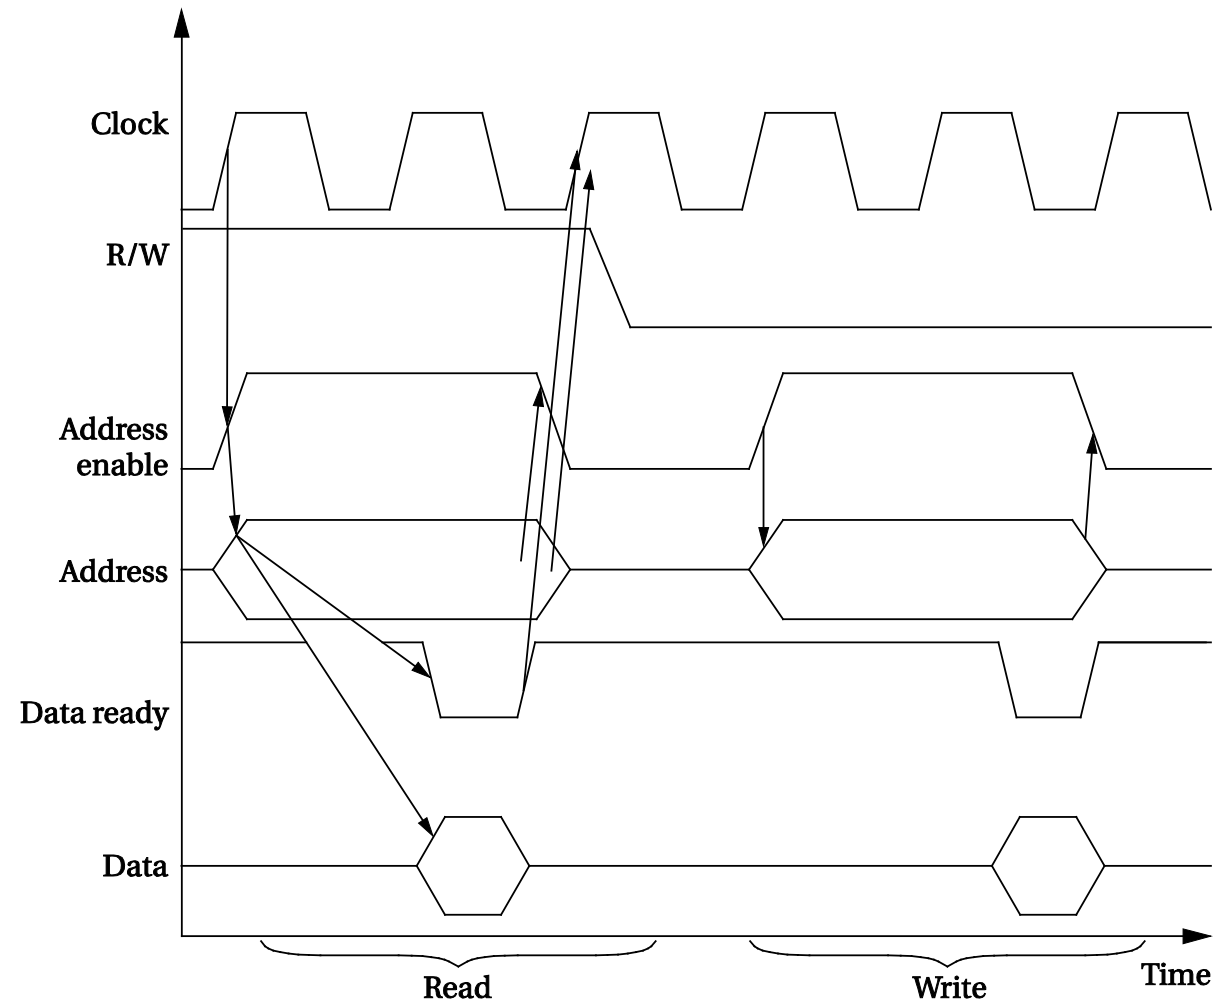 Clock
R/W
Address
enable
Address
Data ready
Data
Read
Write
Time